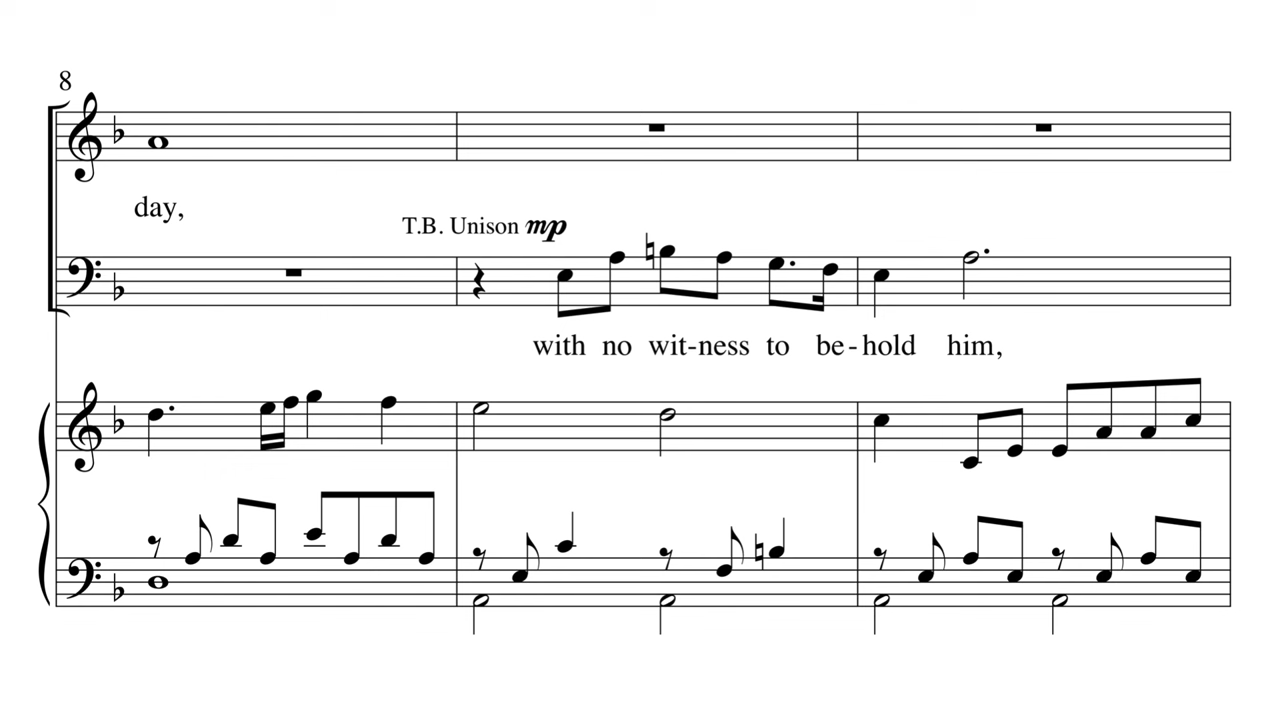 8
day,
T.B. Unison mp
with no wit-ness to be-hold him,